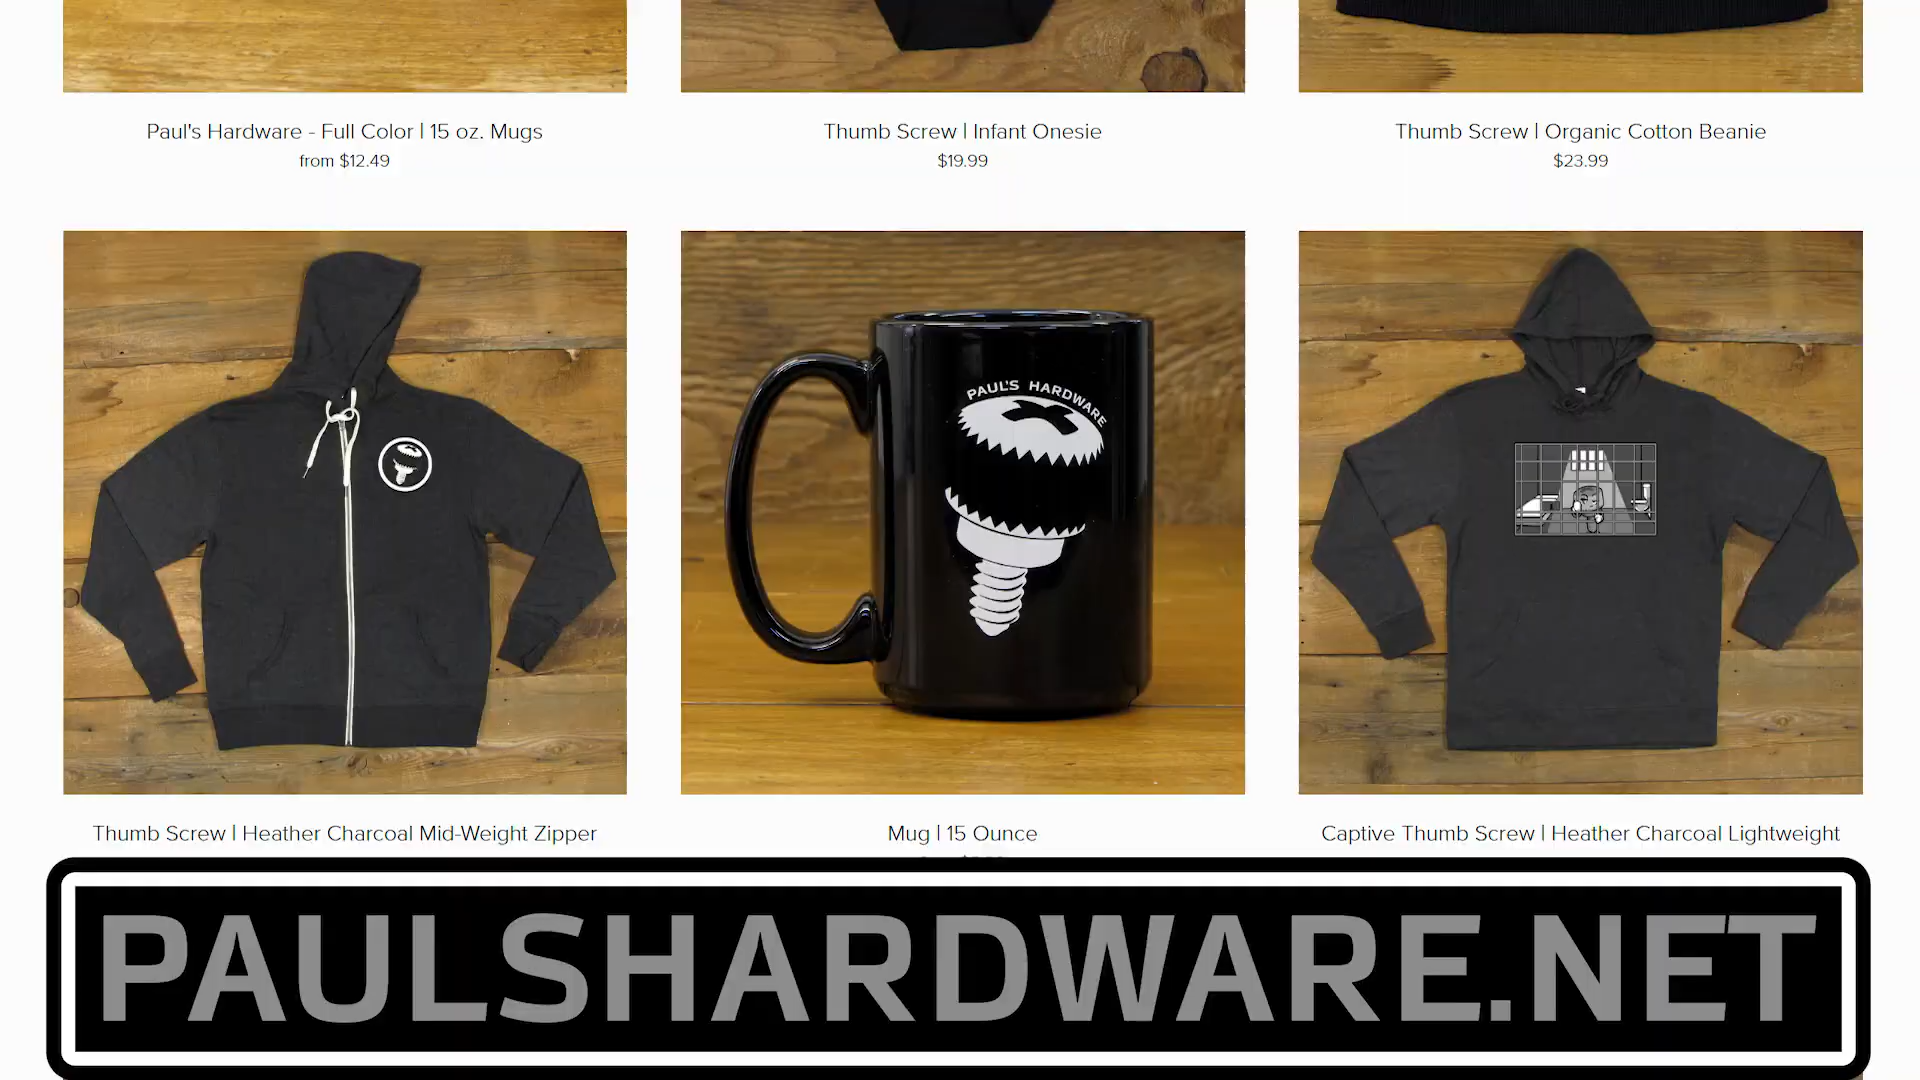 Paul's Hardware - Full Color | 15 oz. Mugs
from $12.49
Thumb Screw | Infant Onesie
$19.99
Thumb Screw | Organic Cotton Beanie
$23.99
PAUL'S HARDWARE
Thumb Screw | Heather Charcoal Mid-Weight Zipper
Mug | 15 Ounce
Captive Thumb Screw | Heather Charcoal Lightweight
PAULSHARDWARE.NET